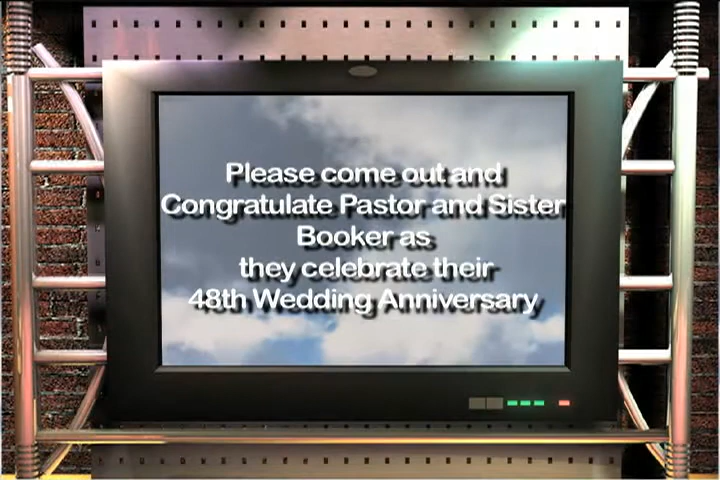 Please come out and
Congratulate Pastor and Sister
Booker as
they celebrate their
48th Wedding Anniversary